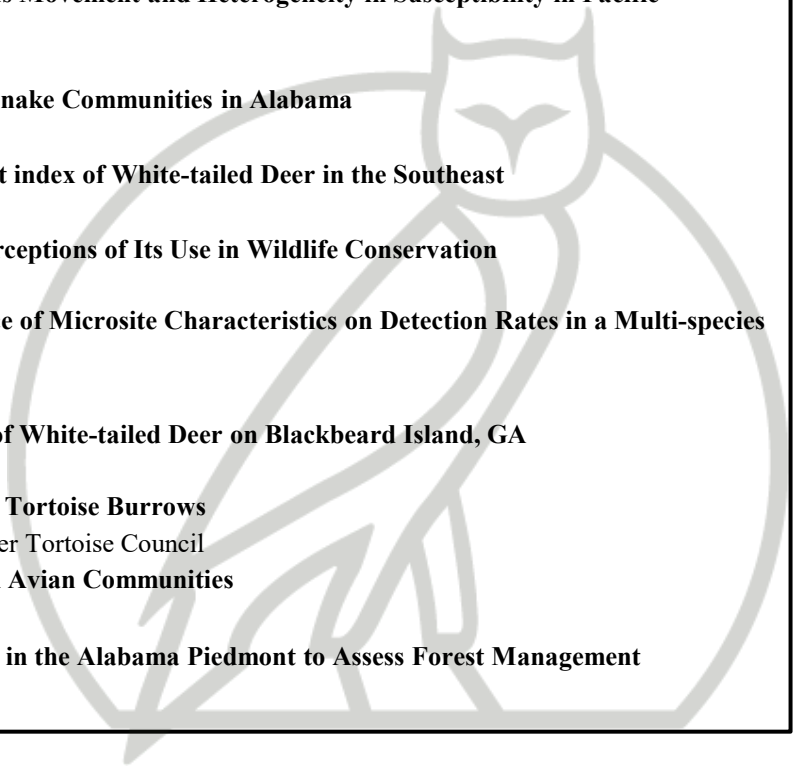 Movement and Heterogeneity in Susceptibility in Pacific
nake Communities in Alabama
t index of White-tailed Deer in the Southeast
rceptions of Its Use in Wildlife Conservation
e of Microsite Characteristics on Detection Rates in a Multi-species
of White-tailed Deer on Blackbeard Island, GA
Tortoise Burrows
er Tortoise Council
Avian Communities
in the Alabama Piedmont to Assess Forest Management